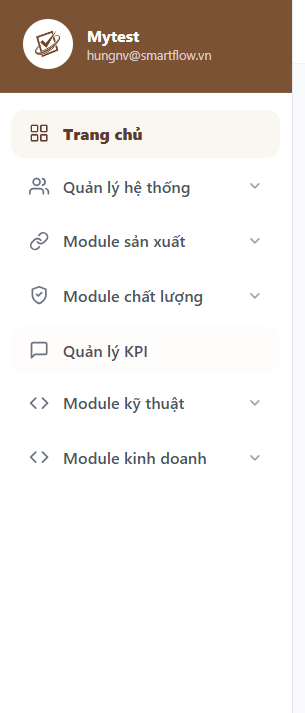 Mytest
hungnv@smartflow.vn
Trang chủ
Quản lý hệ thống
Module sản xuất
Module chất lượng
Quản lý KPI
Module kỹ thuật
Module kinh doanh